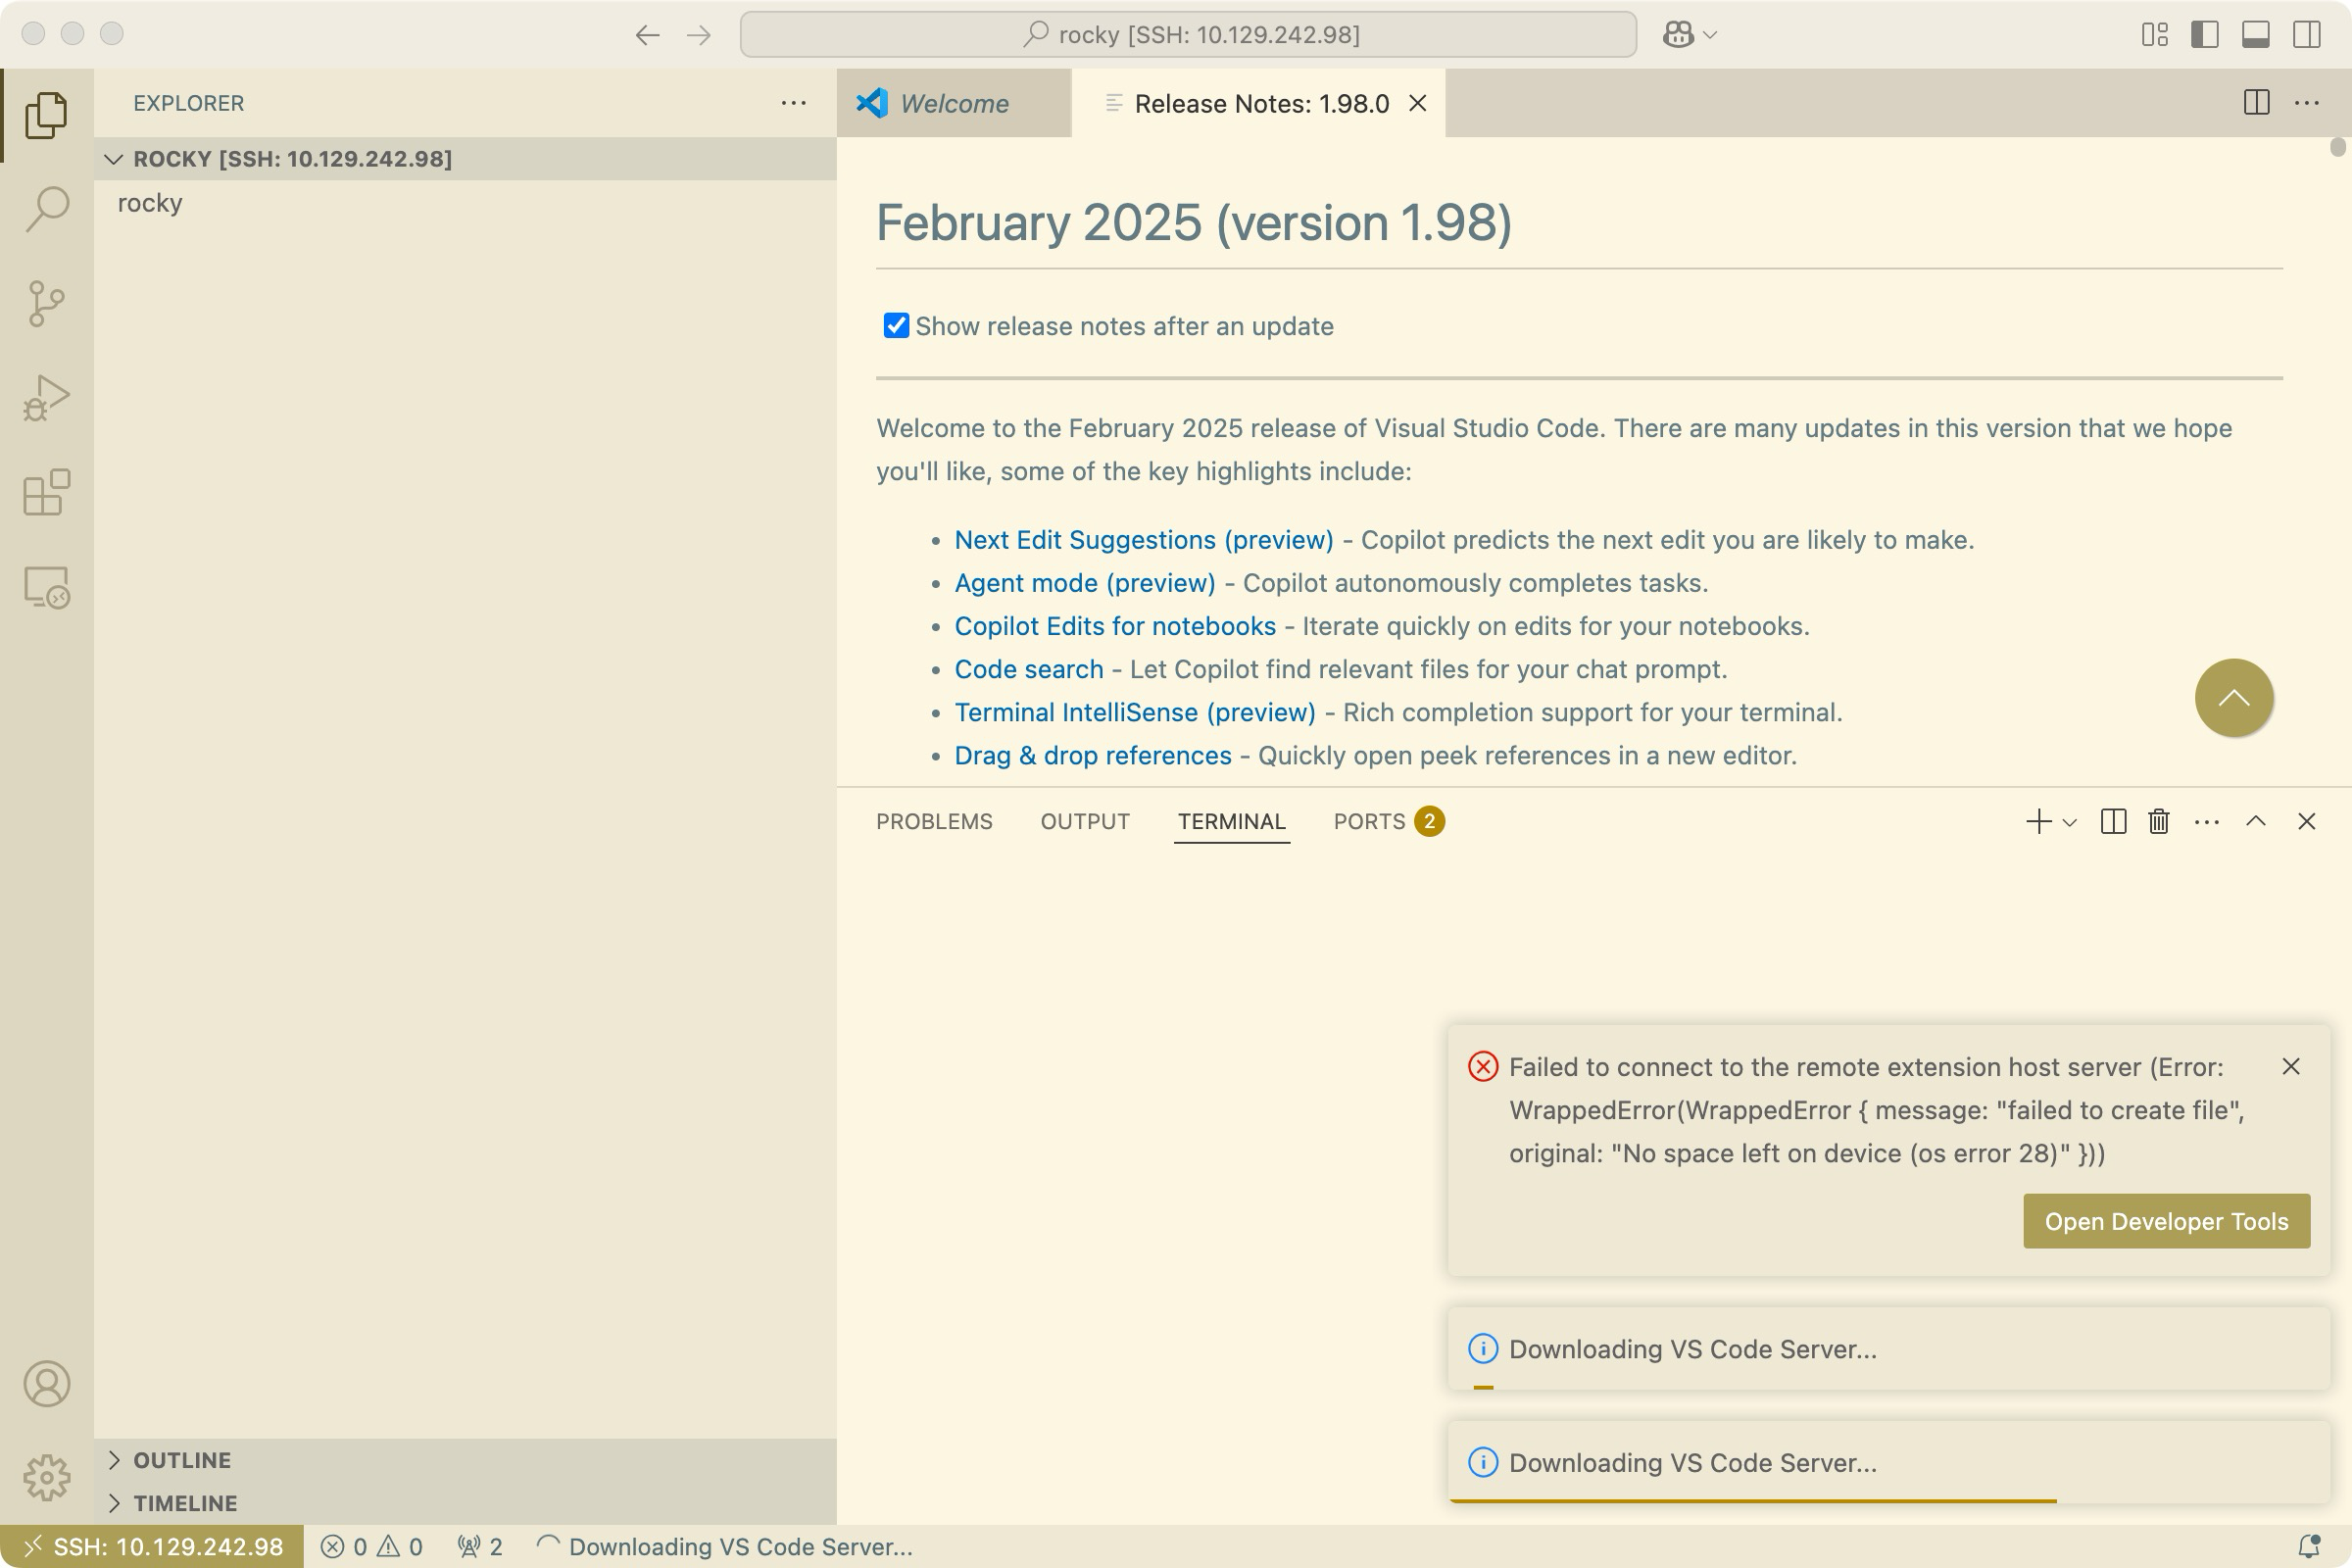 rocky [SSH: 10.129.242.98]
EXPLORER
ROCKY [SSH: 10.129.242.98]
rocky
Welcome
Release Notes: 1.98.0
February 2025 (version 1.98)
Show release notes after an update
Welcome to the February 2025 release of Visual Studio Code. There are many updates in this version that we hope
you'll like, some of the key highlights include:
• Next Edit Suggestions (preview) - Copilot predicts the next edit you are likely to make.
• Agent mode (preview) - Copilot autonomously completes tasks.
• Copilot Edits for notebooks - Iterate quickly on edits for your notebooks.
• Code search - Let Copilot find relevant files for your chat prompt.
• Terminal IntelliSense (preview) - Rich completion support for your terminal.
• Drag & drop references - Quickly open peek references in a new editor.
PROBLEMS OUTPUT TERMINAL PORTS 2
Failed to connect to the remote extension host server (Error:
WrappedError(WrappedError { message: "failed to create file",
original: "No space left on device (os error 28)" }))
Open Developer Tools
Downloading VS Code Server...
Downloading VS Code Server...
OUTLINE
TIMELINE
SSH: 10.129.242.98 0 0 2 Downloading VS Code Server...